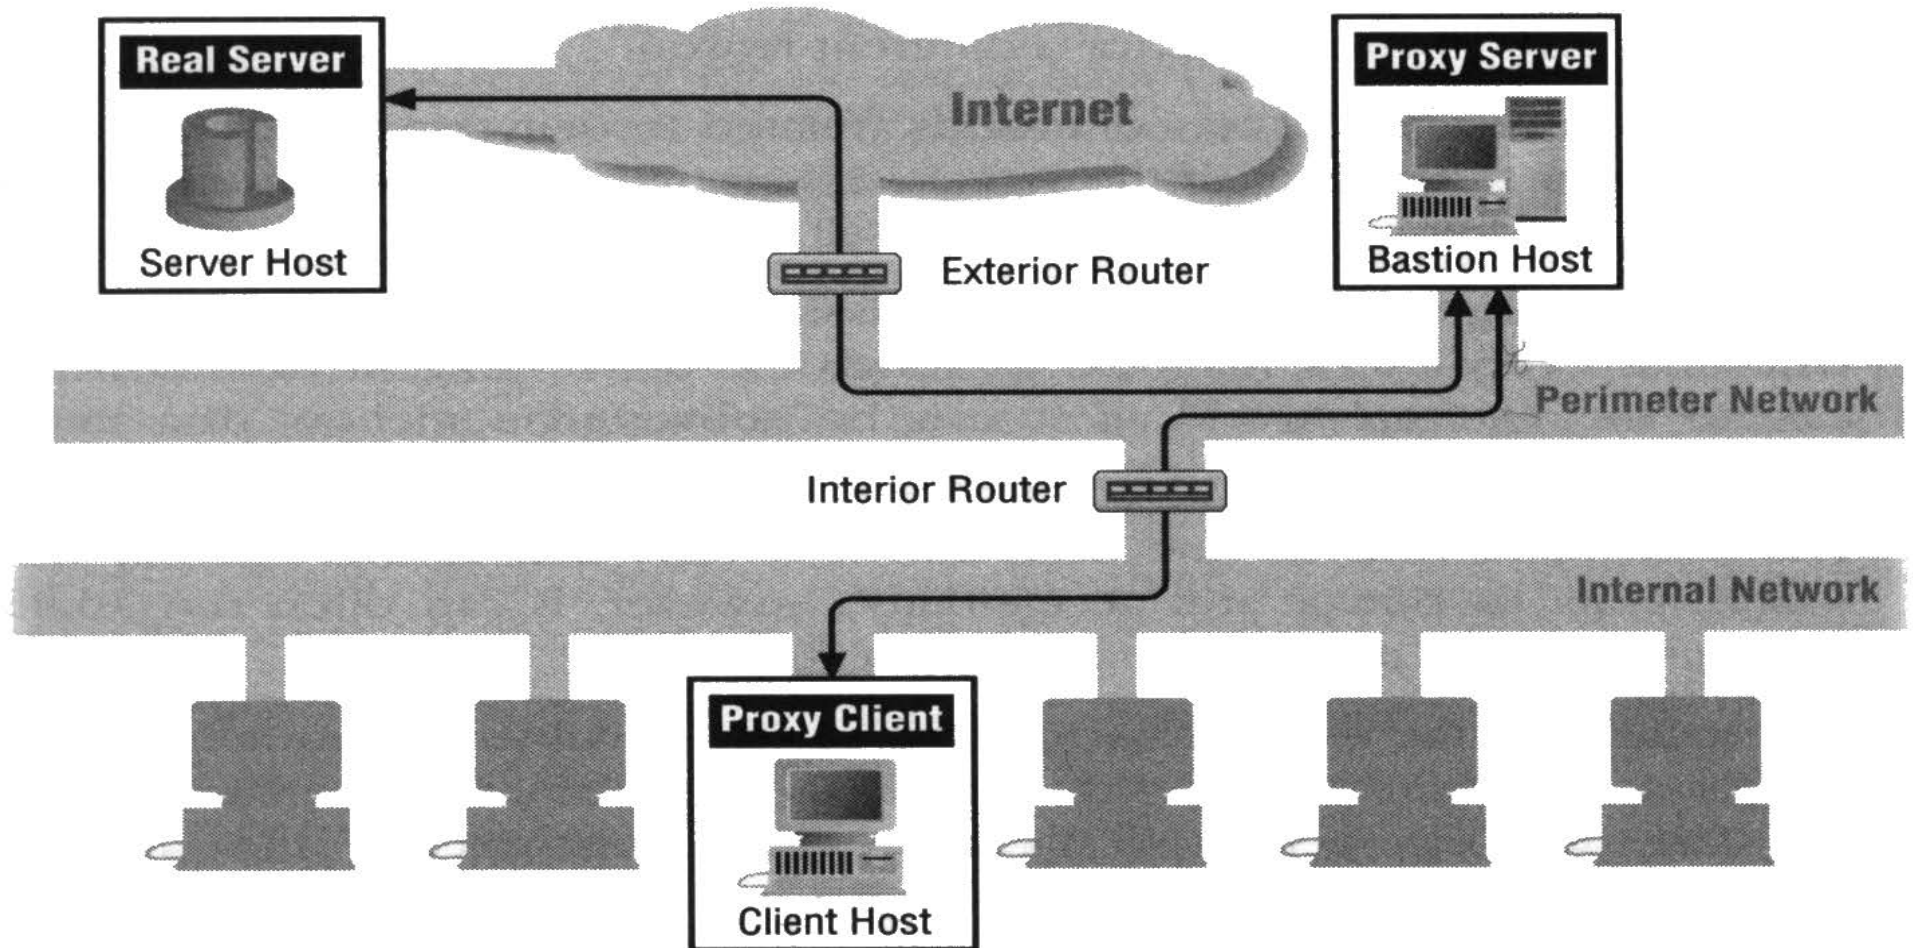 Real Server
Server Host
Internet
Proxy Server
Bastion Host
Exterior Router
Perimeter Network
Interior Router
Internal Network
Proxy Client
Client Host